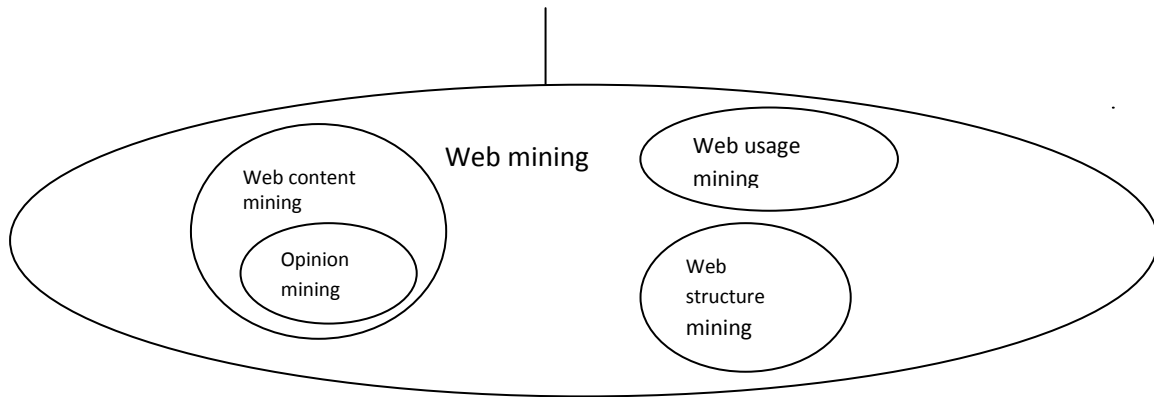 Web mining
Web usage
mining
Web content
mining
Opinion
mining
Web
structure
mining